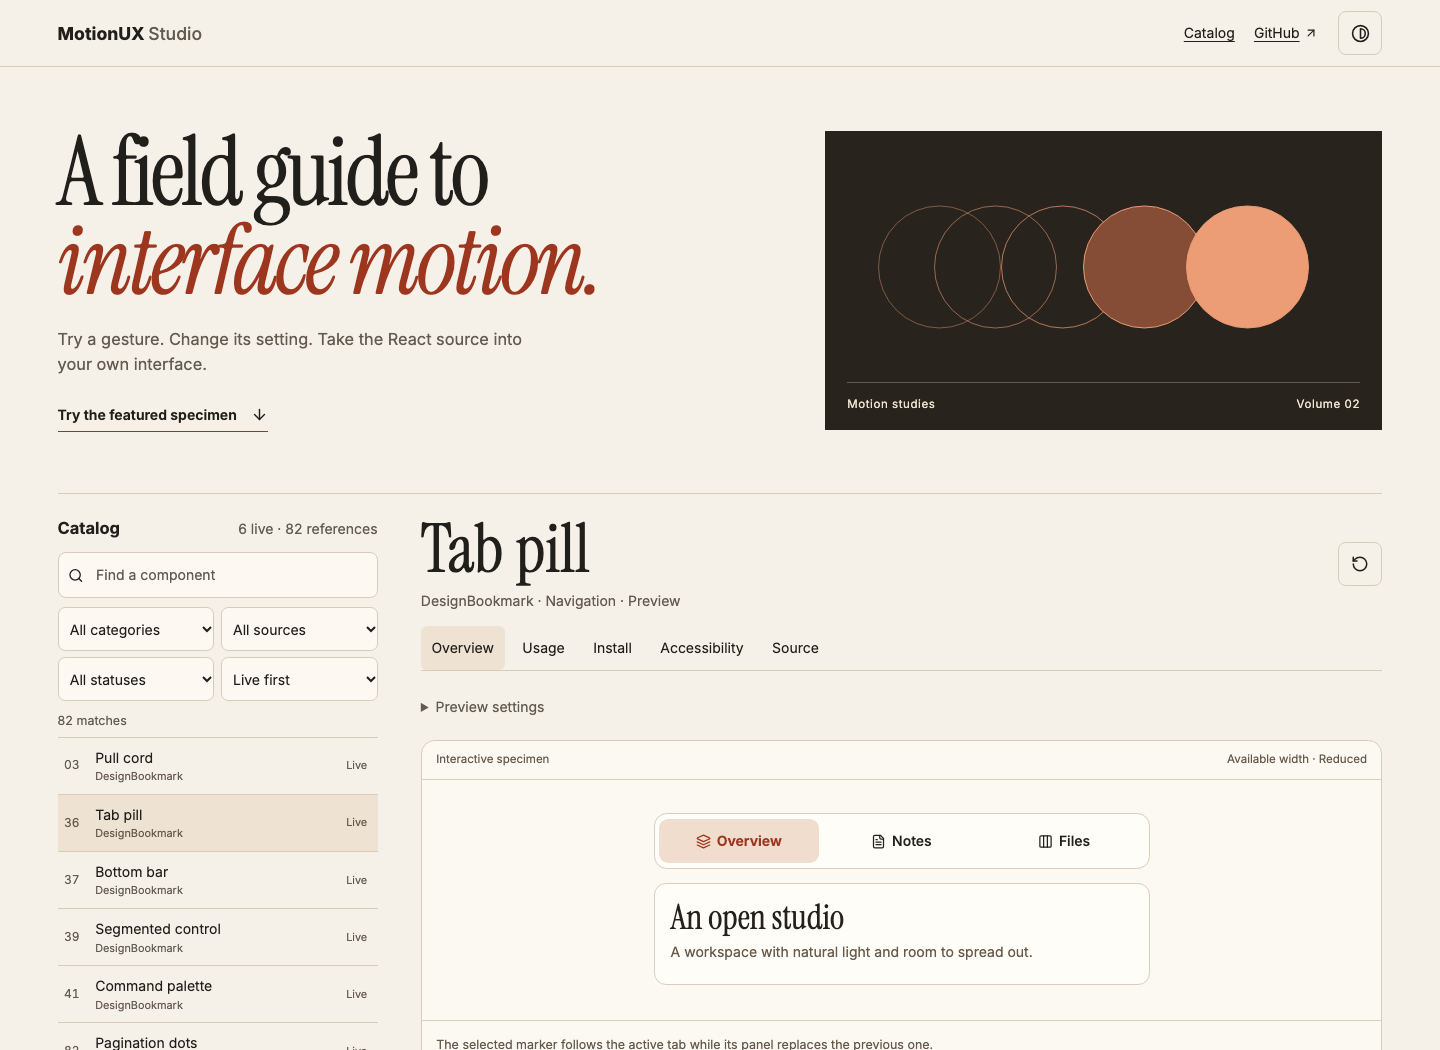 MotionUX Studio
Catalog
GitHub
A field guide to
interface motion.
Try a gesture. Change its setting. Take the React source into
your own interface.
Try the featured specimen
Motion studies
Volume 02
Catalog
6 live · 82 references
Find a component
All categories
All sources
All statuses
Live first
82 matches
03
Pull cord
DesignBookmark
Live
36
Tab pill
DesignBookmark
Live
37
Bottom bar
DesignBookmark
Live
39
Segmented control
DesignBookmark
Live
41
Command palette
DesignBookmark
Live
Pagination dots
Tab pill
DesignBookmark · Navigation · Preview
Overview
Usage
Install
Accessibility
Source
Preview settings
Interactive specimen
Available width · Reduced
Overview
Notes
Files
An open studio
A workspace with natural light and room to spread out.
The selected marker follows the active tab while its panel replaces the previous one.